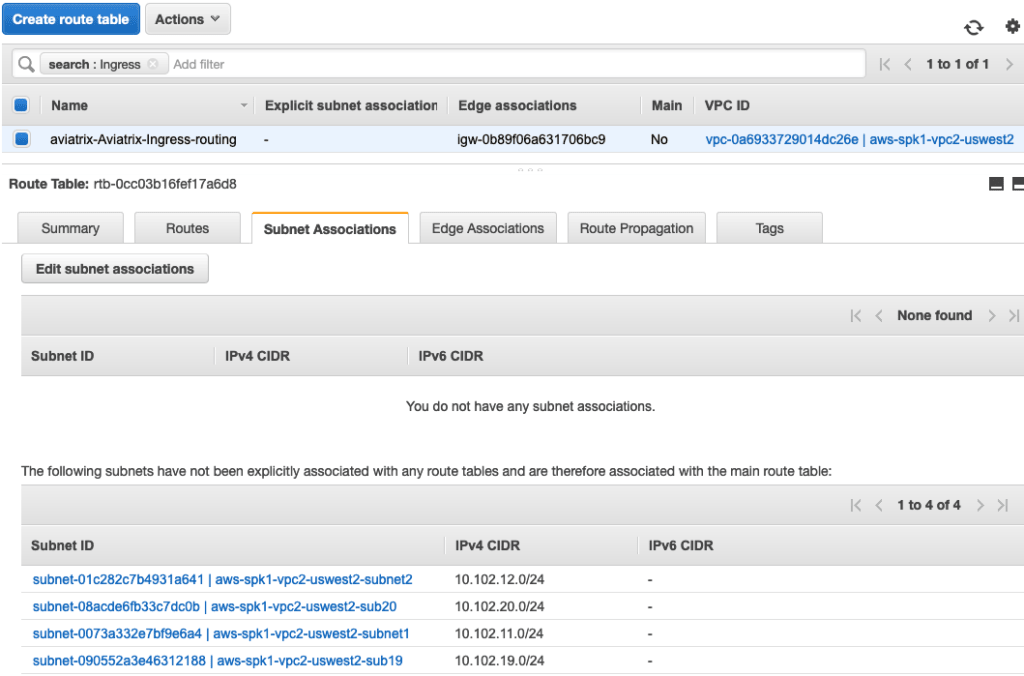 Create route table Actions
search : Ingress Add filter 1 to 1 of 1
Name Explicit subnet association Edge associations Main VPC ID
aviatrix-Aviatrix-Ingress-routing - igw-0b89f06a631706bc9 No vpc-0a6933729014dc26e | aws-spk1-vpc2-uswest2
Route Table: rtb-0cc03b16fef17a6d8
Summary Routes Subnet Associations Edge Associations Route Propagation Tags
Edit subnet associations
None found
Subnet ID IPv4 CIDR IPv6 CIDR
You do not have any subnet associations.
The following subnets have not been explicitly associated with any route tables and are therefore associated with the main route table:
1 to 4 of 4
Subnet ID IPv4 CIDR IPv6 CIDR
subnet-01c282c7b4931a641 | aws-spk1-vpc2-uswest2-subnet2 10.102.12.0/24 -
subnet-08acde6fb33c7dc0b | aws-spk1-vpc2-uswest2-sub20 10.102.20.0/24 -
subnet-0073a332e7bf9e6a4 | aws-spk1-vpc2-uswest2-subnet1 10.102.11.0/24 -
subnet-090552a3e46312188 | aws-spk1-vpc2-uswest2-sub19 10.102.19.0/24 -